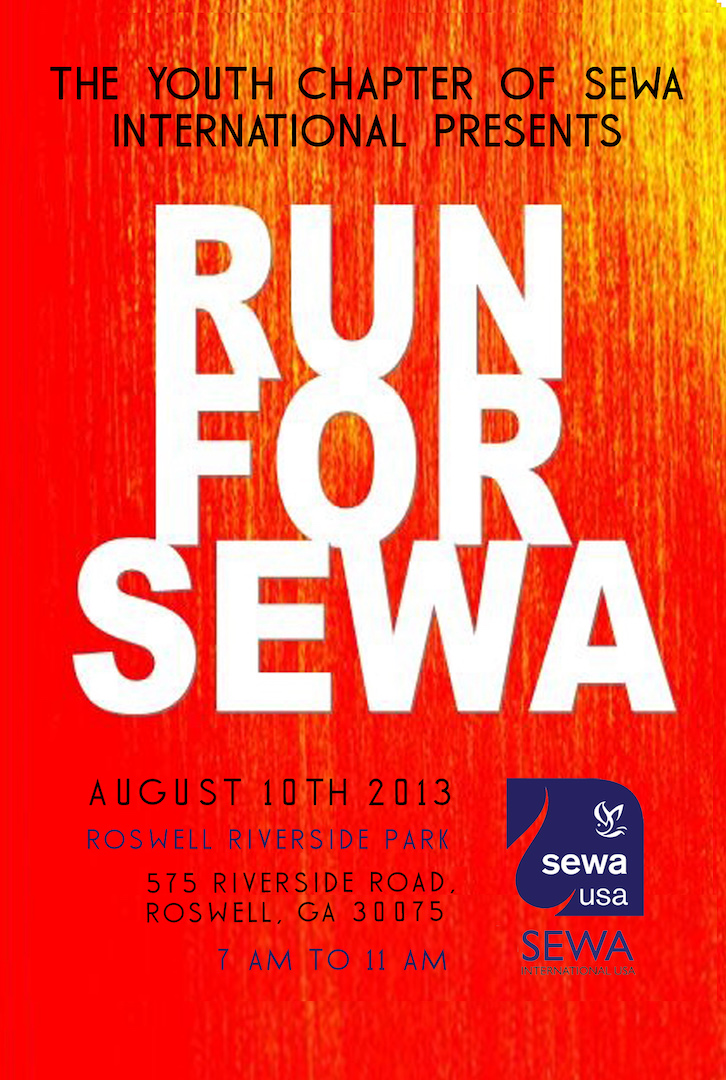 THE YOUTH CHAPTER OF SEWA
INTERNATIONAL PRESENTS
RUN
FOR
SEWA
AUGUST 10TH 2013
ROSWELL RIVERSIDE PARK
575 RIVERSIDE ROAD,
ROSWELL, GA 30075
7 AM TO 11 AM
sewa
usa
SEWA
INTERNATIONAL USA